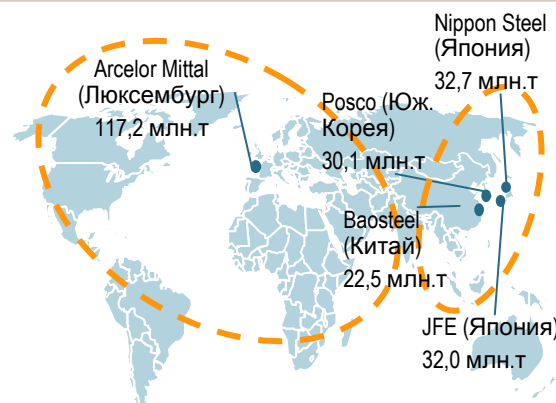 Nippon Steel
(Япония)
32,7 млн.т
Arcelor Mittal
(Люксембург)
117,2 млн.т
Posco (Юж.
Корея)
30,1 млн.т
Baosteel
(Китай)
22,5 млн.т
JFE (Япония)
32,0 млн.т